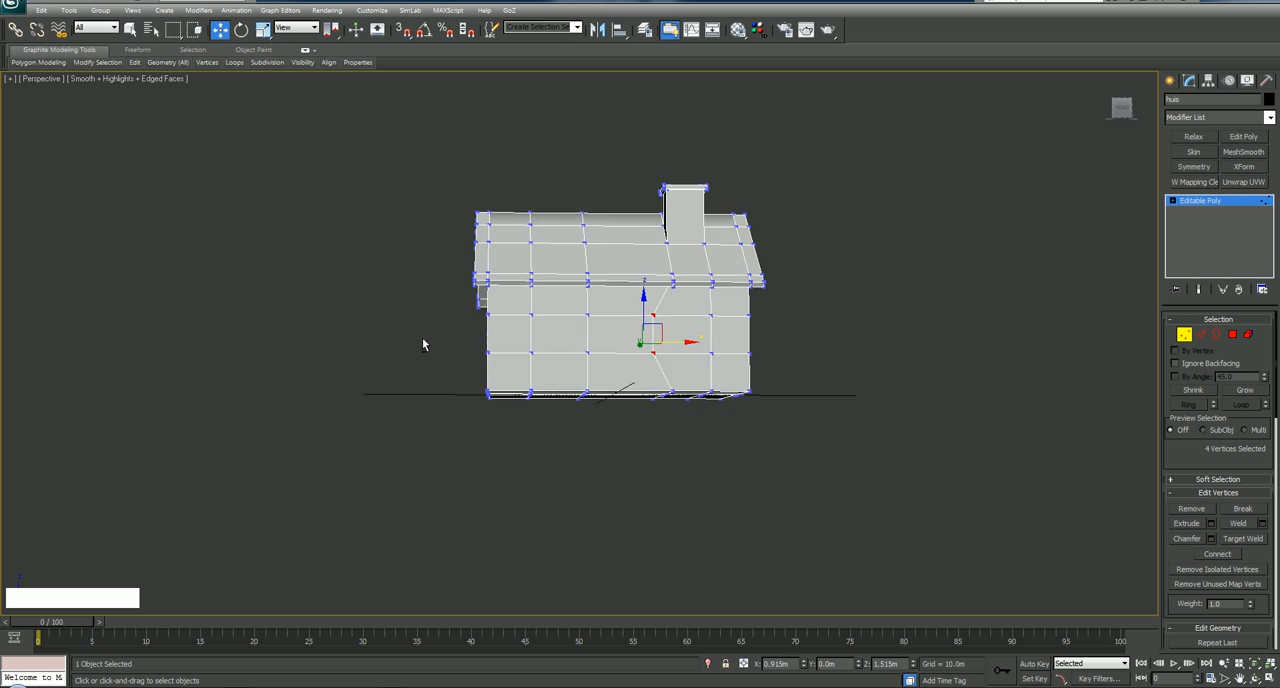 Edit Tools Group Views Create Modifiers Animation Graph Editors Rendering Customize SimLab MAXScript Help GoZ
All View Create Selection Se
Graphite Modeling Tools Freeform Selection Object Paint
Polygon Modeling Modify Selection Edit Geometry (All) Vertices Loops Subdivision Visibility Align Properties
[ + ] [ Perspective ] [ Smooth + Highlights + Edged Faces ]
FRONT
huis
Modifier List
Relax Edit Poly
Skin MeshSmooth
Symmetry XForm
W Mapping Cle Unwrap UVW
Editable Poly
- Selection
By Vertex
Ignore Backfacing
By Angle: 45.0
Shrink Grow
Ring Loop
Preview Selection
Off SubObj Multi
4 Vertices Selected
+ Soft Selection
- Edit Vertices
Remove Break
Extrude Weld
Chamfer Target Weld
Connect
Remove Isolated Vertices
Remove Unused Map Verts
Weight: 1.0
- Edit Geometry
Repeat Last
z
< 0 / 100 >
0 5 10 15 20 25 30 35 40 45 50 55 60 65 70 75 80 85 90 95 100
1 Object Selected X: 0.915m Y: 0.0m Z: 1.515m Grid = 10.0m Auto Key Selected
Welcome to M Click or click-and-drag to select objects Add Time Tag Set Key Key Filters... 0